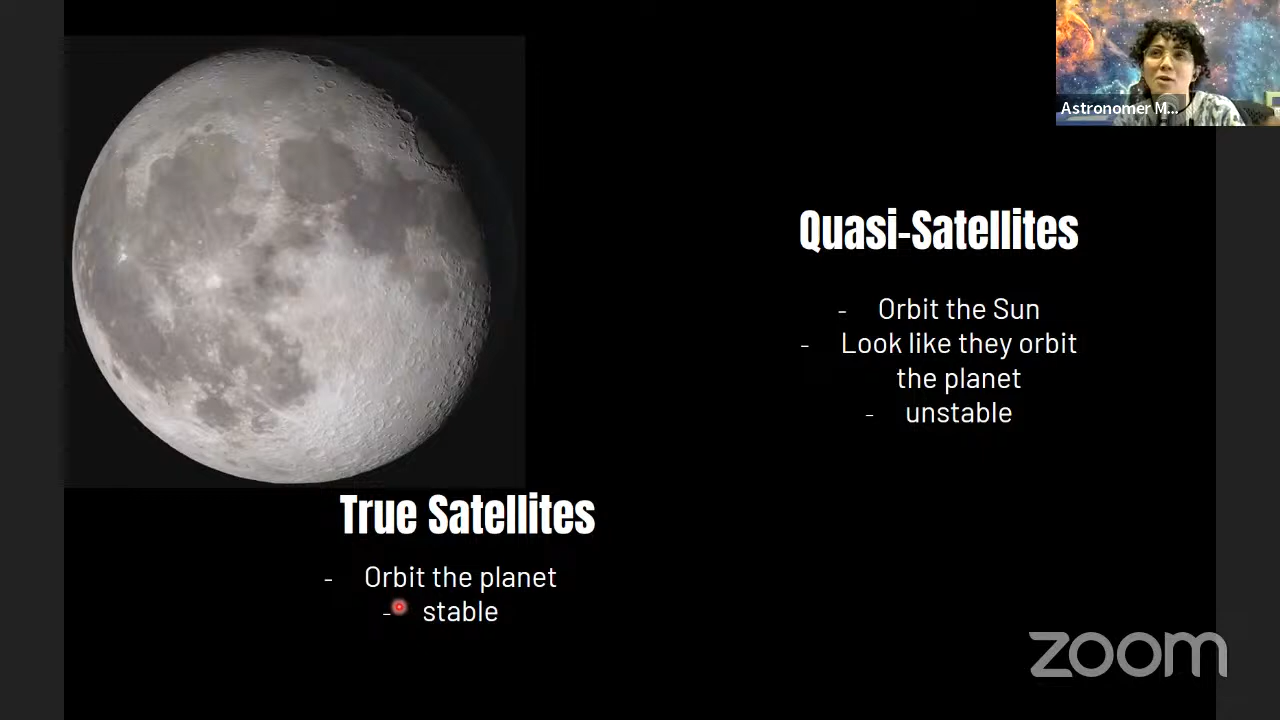 Astronomer M...
Quasi-Satellites
- Orbit the Sun
- Look like they orbit
the planet
- unstable
True Satellites
- Orbit the planet
- stable
zoom